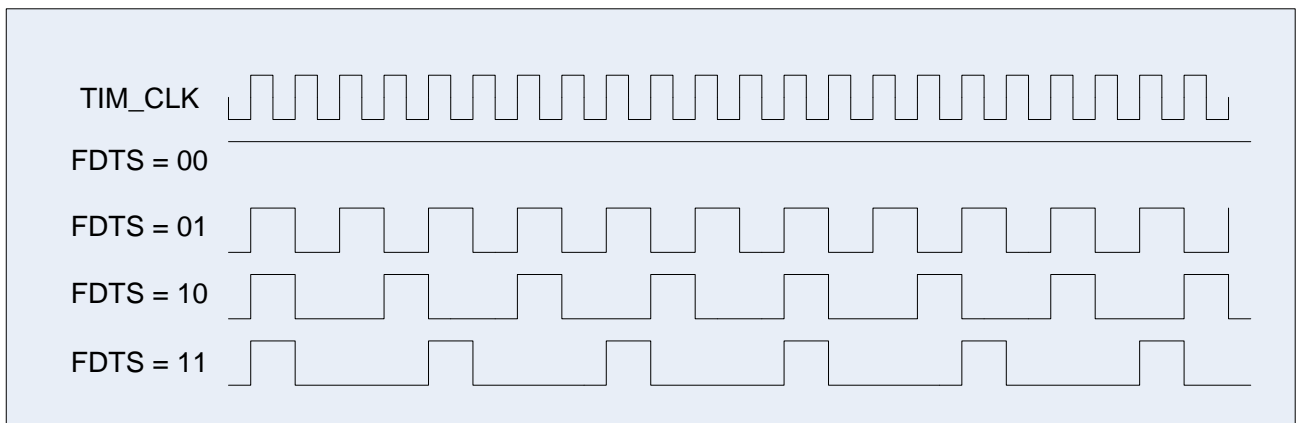 TIM_CLK
FDTS = 00
FDTS = 01
FDTS = 10
FDTS = 11